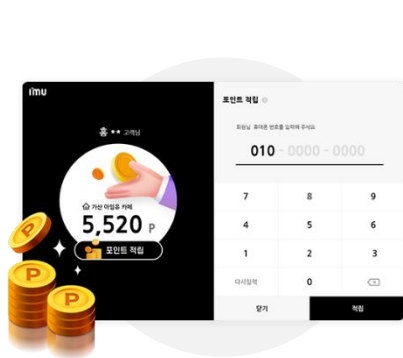 imu
홍 ** 고객님
가산 아임유 카페
5,520 P
포인트 적립
P
P
P
포인트 적립
회원님 휴대폰 번호를 입력해 주세요
010 - 0000 - 0000
7 8 9
4 5 6
1 2 3
다시입력 0
닫기 적립